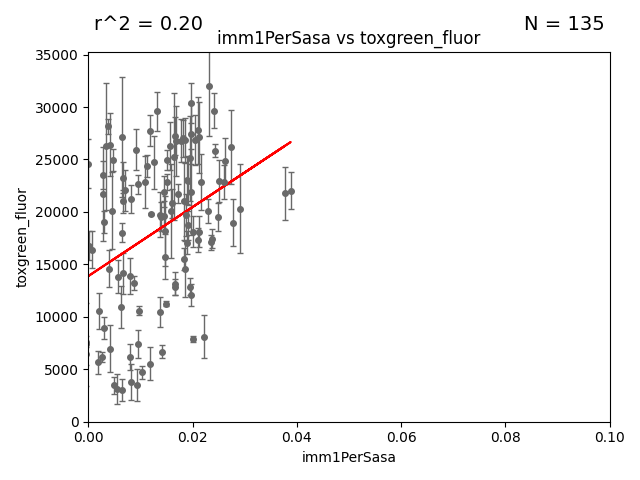 r^2 = 0.20
N = 135
imm1PerSasa vs toxgreen_fluor
35000
30000
25000
20000
15000
10000
5000
0
toxgreen_fluor
0.00
0.02
0.04
0.06
0.08
0.10
imm1PerSasa